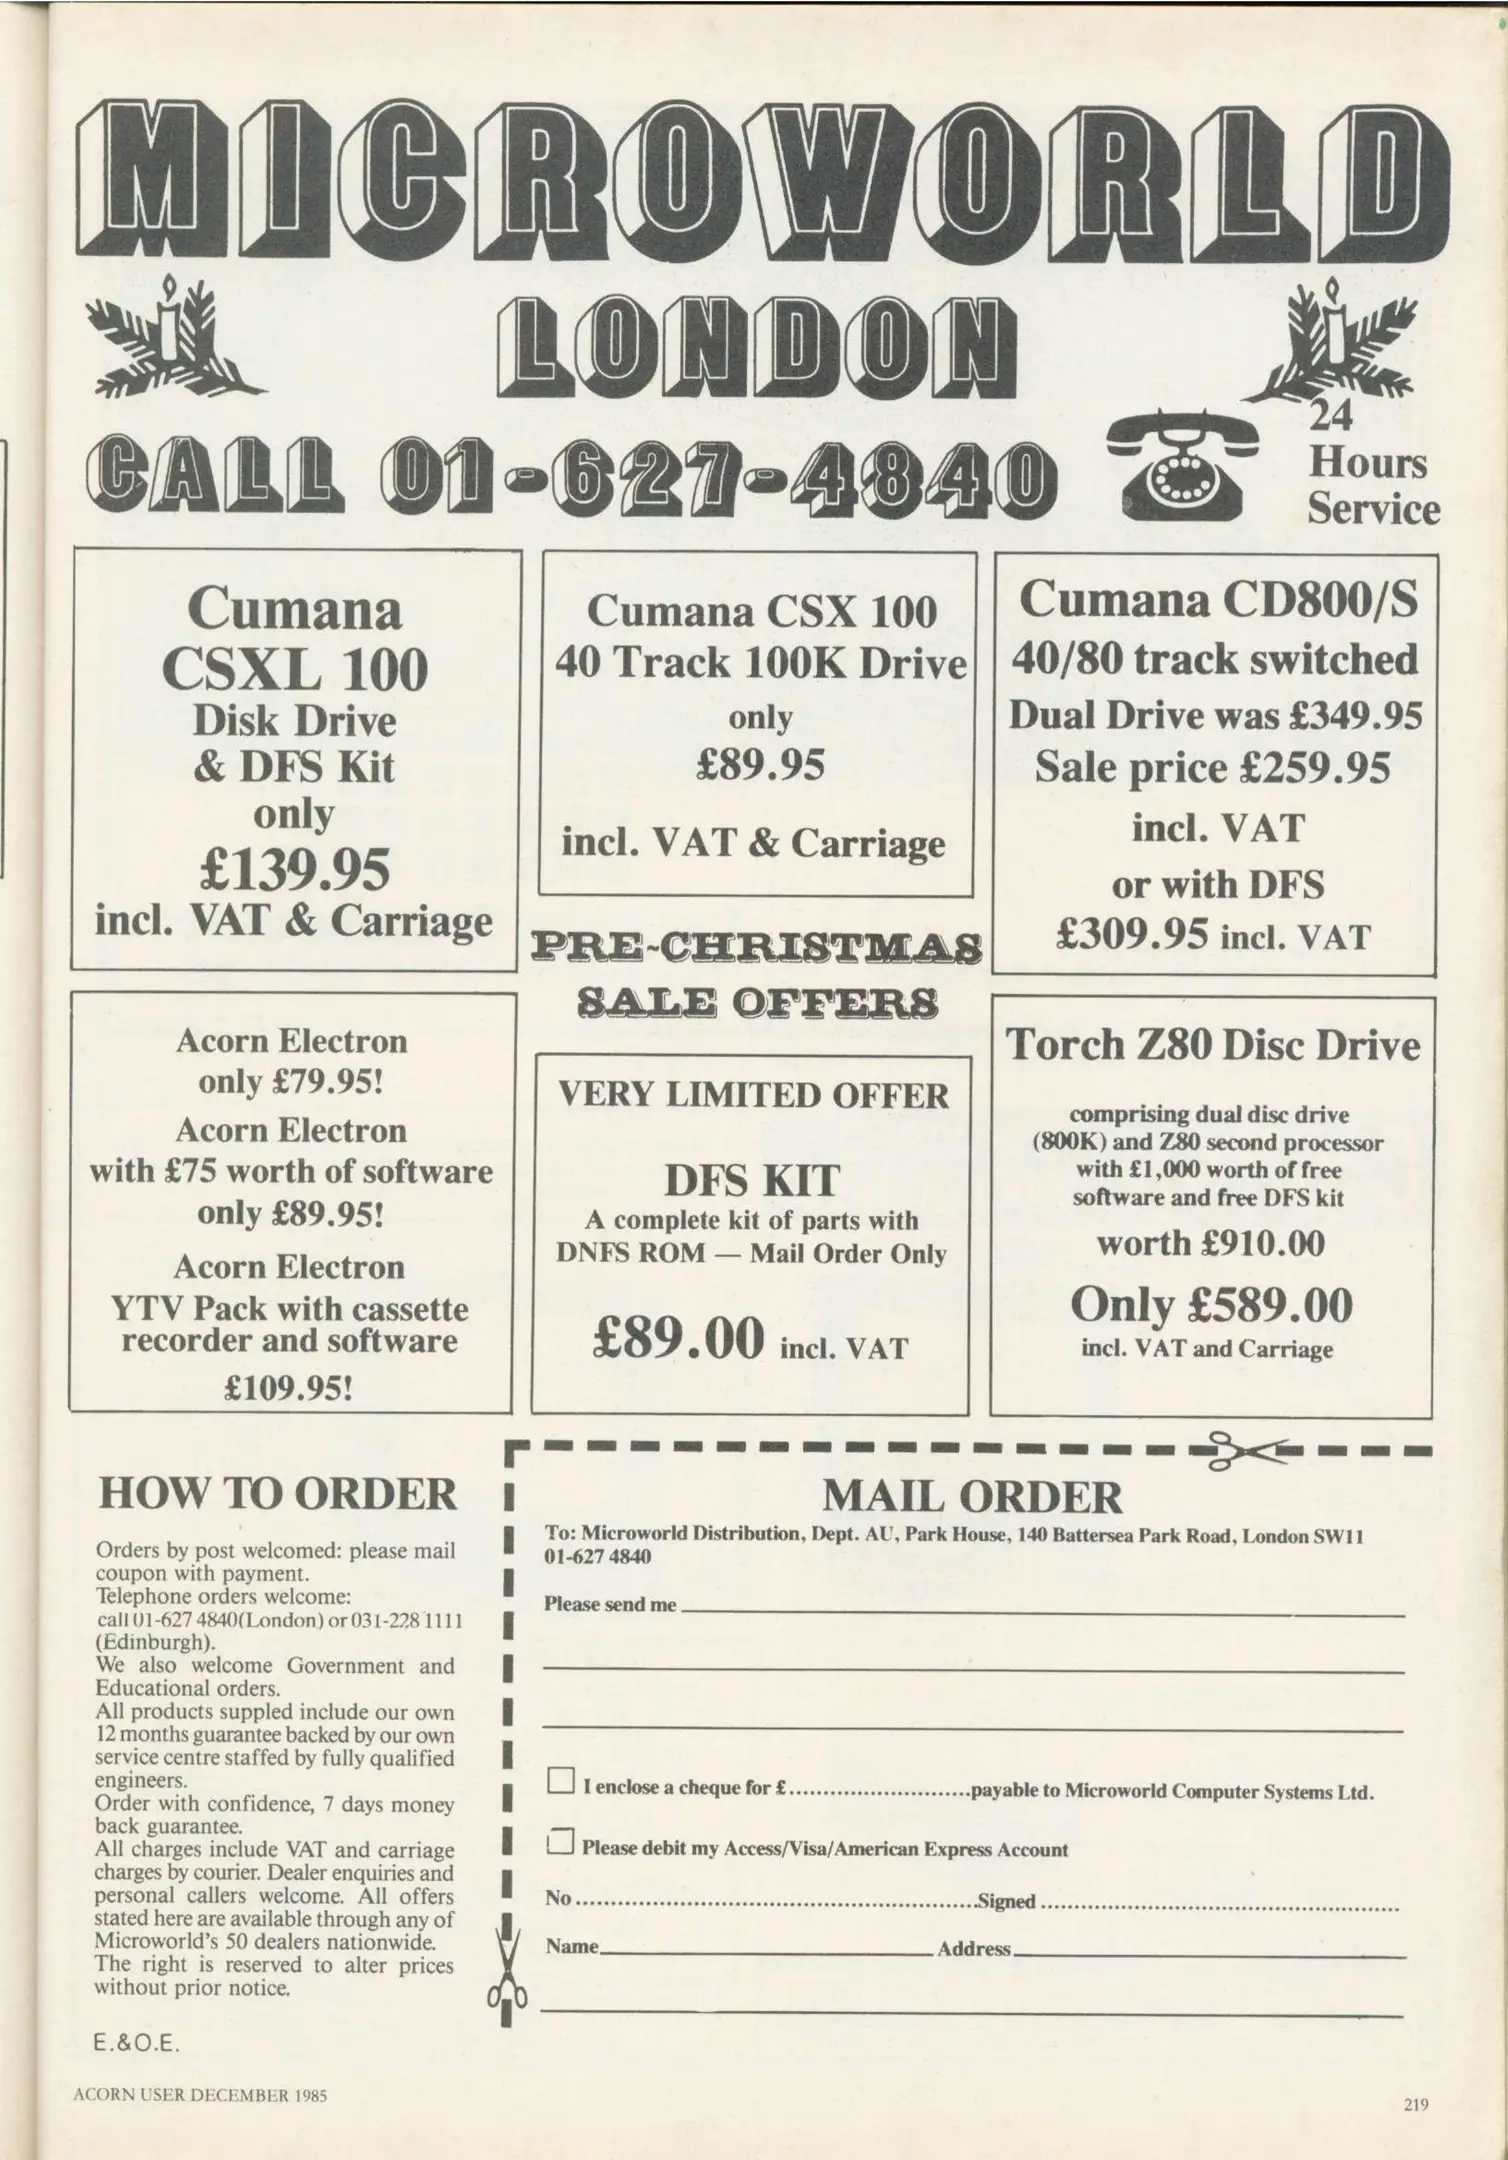 MICROWORLD
LONDON
CALL 01-627-4840
24
Hours
Service
Cumana
CSXL 100
Disk Drive
& DFS Kit
only
£139.95
incl. VAT & Carriage
Cumana CSX 100
40 Track 100K Drive
only
£89.95
incl. VAT & Carriage
Cumana CD800/S
40/80 track switched
Dual Drive was £349.95
Sale price £259.95
incl. VAT
or with DFS
£309.95 incl. VAT
PRE-CHRISTMAS
SALE OFFERS
Acorn Electron
only £79.95!
Acorn Electron
with £75 worth of software
only £89.95!
Acorn Electron
YTV Pack with cassette
recorder and software
£109.95!
VERY LIMITED OFFER
DFS KIT
A complete kit of parts with
DNFS ROM — Mail Order Only
£89.00 incl. VAT
Torch Z80 Disc Drive
comprising dual disc drive
(800K) and Z80 second processor
with £1,000 worth of free
software and free DFS kit
worth £910.00
Only £589.00
incl. VAT and Carriage
HOW TO ORDER
Orders by post welcomed: please mail
coupon with payment.
Telephone orders welcome:
call 01-627 4840(London) or 031-228 1111
(Edinburgh).
We also welcome Government and
Educational orders.
All products suppled include our own
12 months guarantee backed by our own
service centre staffed by fully qualified
engineers.
Order with confidence, 7 days money
back guarantee.
All charges include VAT and carriage
charges by courier. Dealer enquiries and
personal callers welcome. All offers
stated here are available through any of
Microworld's 50 dealers nationwide.
The right is reserved to alter prices
without prior notice.
E.&O.E.
MAIL ORDER
To: Microworld Distribution, Dept. AU, Park House, 140 Battersea Park Road, London SW11
01-627 4840
Please send me
I enclose a cheque for £..........................payable to Microworld Computer Systems Ltd.
Please debit my Access/Visa/American Express Account
No..........................................................Signed....................................................
Name Address
ACORN USER DECEMBER 1985
219